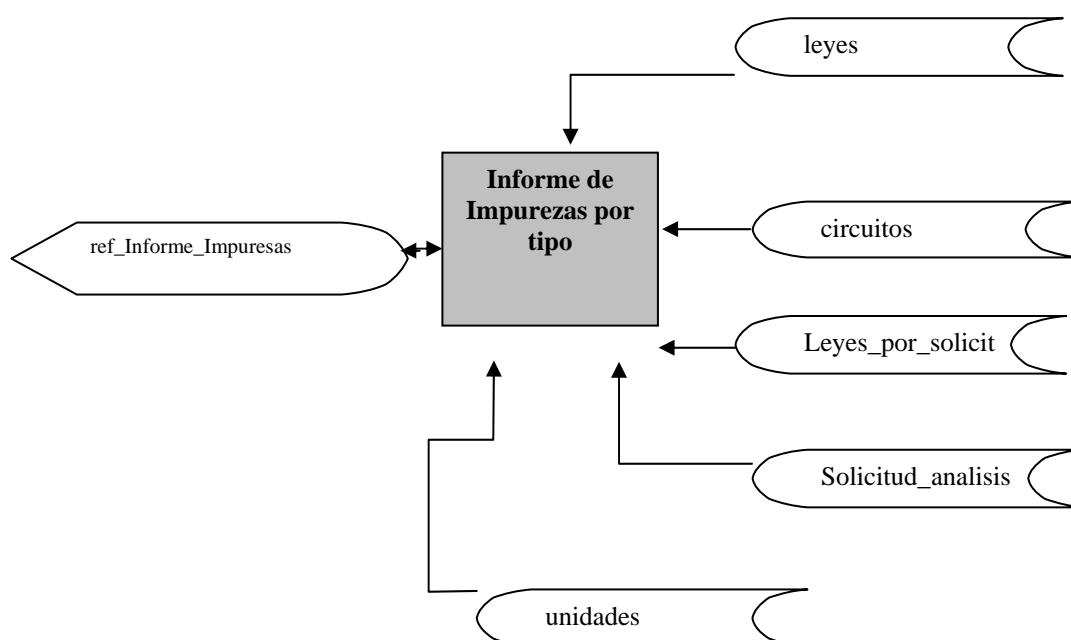 leyes
Informe de
Impurezas por
tipo
ref_Informe_Impuresas
circuitos
Leyes_por_solicit
Solicitud_analisis
unidades